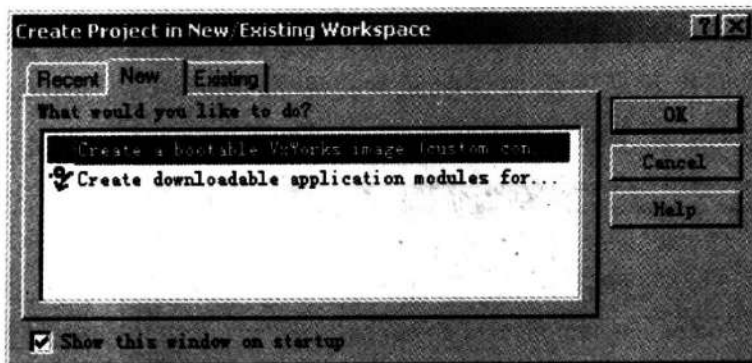 Create Project in New/Existing Workspace
Recent New Existing
What would you like to do?
Create a bootable VxWorks image (custom con
Create downloadable application modules for...
OK
Cancel
Help
Show this window on startup